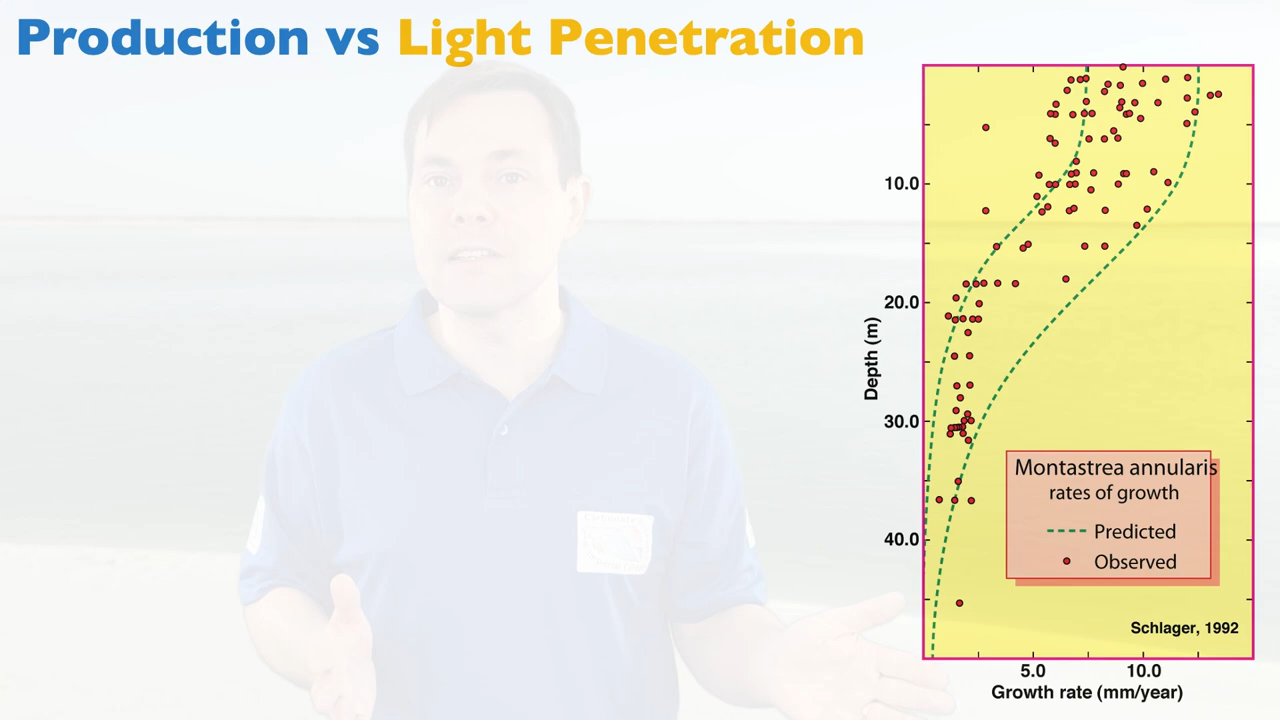 Production vs Light Penetration
10.0
20.0
30.0
40.0
Depth (m)
Montastrea annularis
rates of growth
Predicted
Observed
Schlager, 1992
5.0 10.0
Growth rate (mm/year)